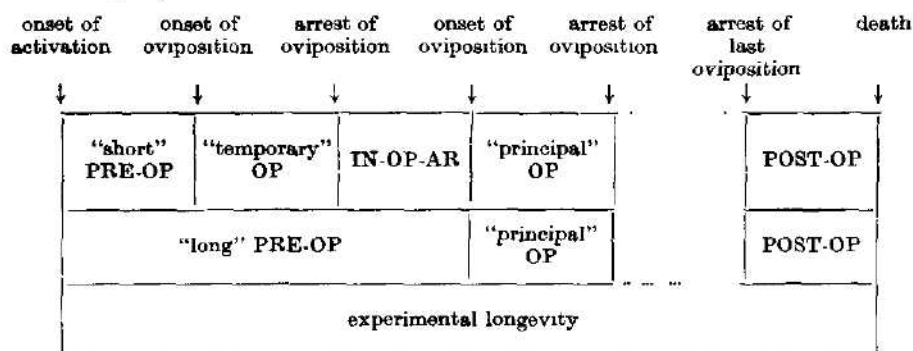 onset of activation
onset of oviposition
arrest of oviposition
onset of oviposition
arrest of oviposition
arrest of last oviposition
death
"short" PRE-OP
"temporary" OP
IN-OP-AR
"principal" OP
POST-OP
"long" PRE-OP
"principal" OP
POST-OP
experimental longevity